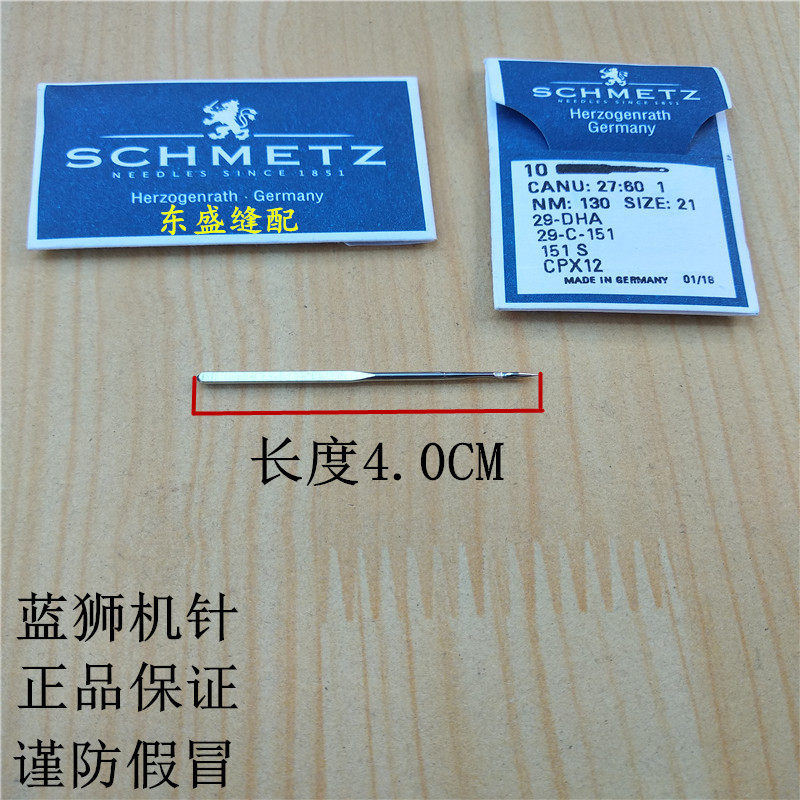 SCHMETZ
NEEDLES SINCE 1851
Herzogenrath . Germany
东盛缝配
SCHMETZ
NEEDLES SINCE 1851
Herzogenrath
Germany
10
CANU: 27:60 1
NM: 130 SIZE: 21
29-DHA
29-C-151
151 S
CPX12
MADE IN GERMANY 01/18
长度4.0CM
蓝狮机针
正品保证
谨防假冒